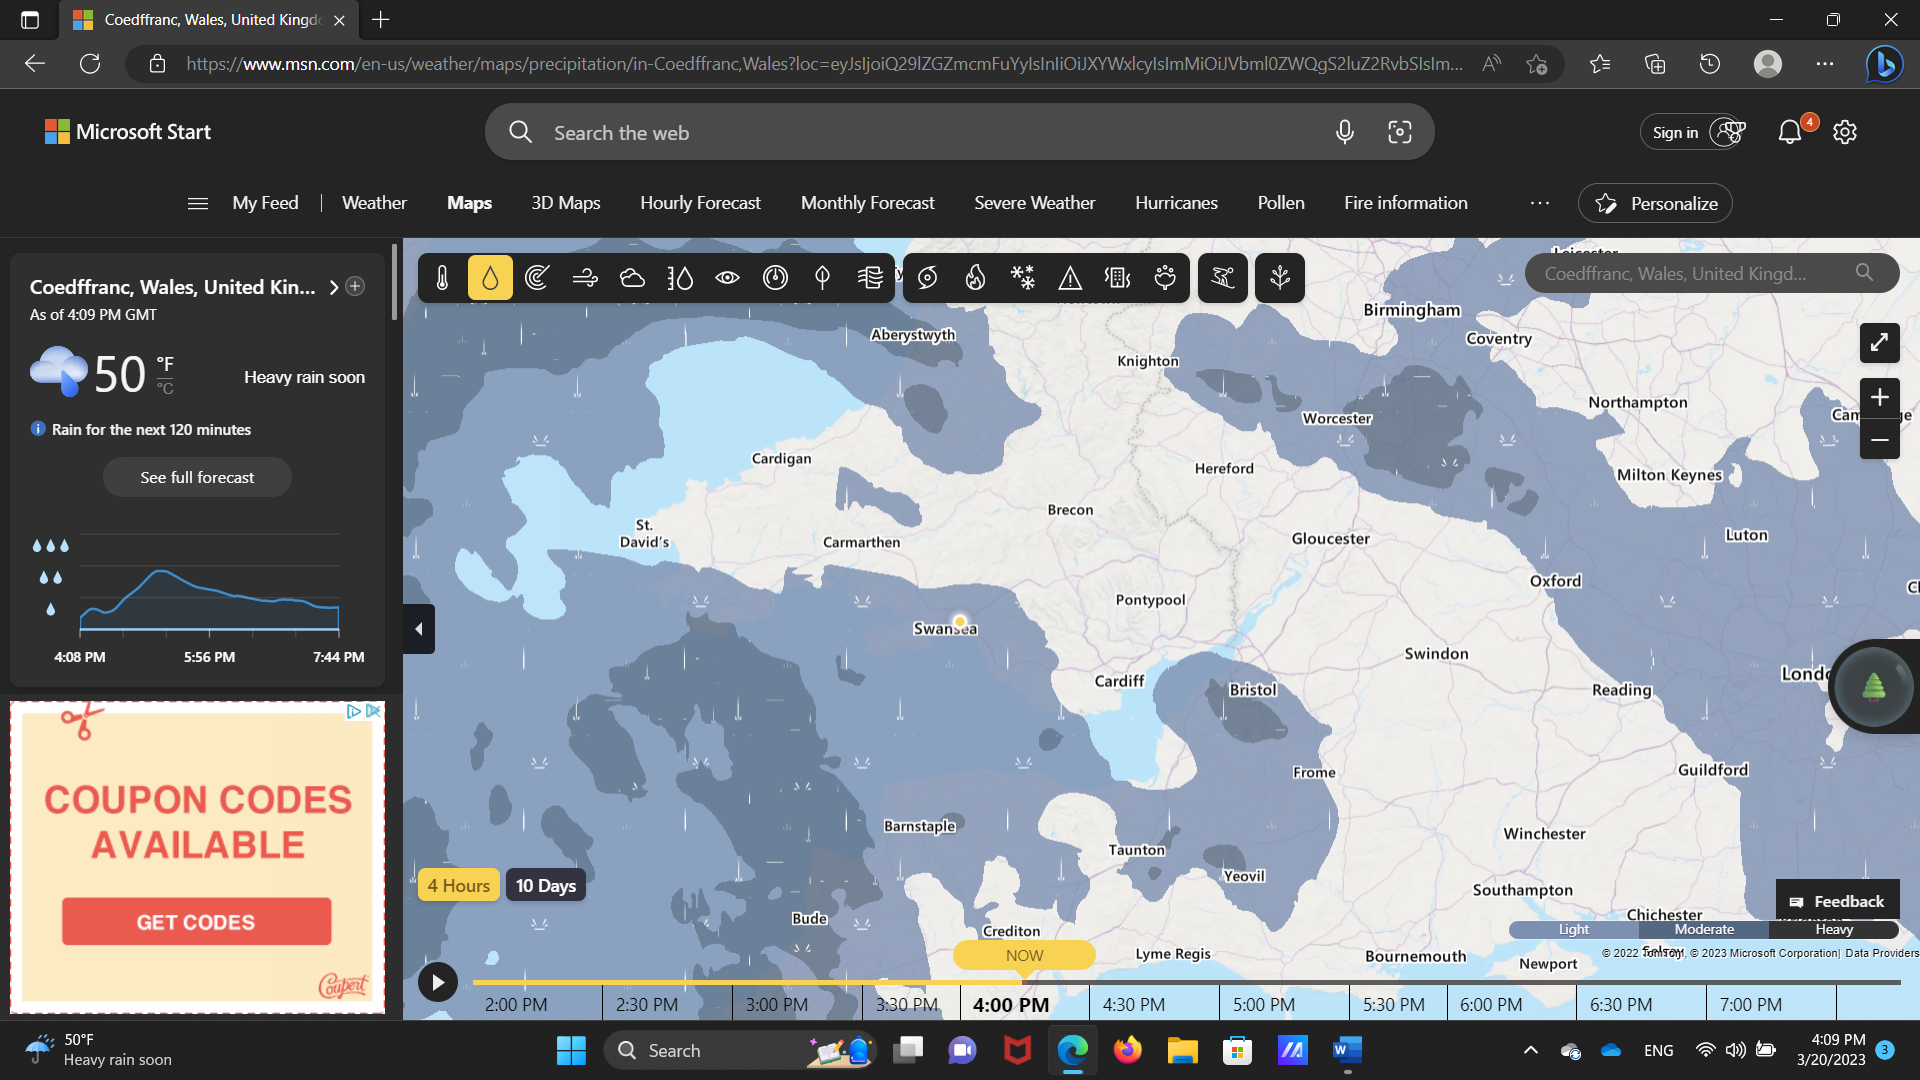 Coedffranc, Wales, United Kingdo
https://www.msn.com/en-us/weather/maps/precipitation/in-Coedffranc,Wales?loc=eyJsIjoiQ29lZGZmcmFuYyIsInIiOiJXYWxlcyIsImMiOiJVbml0ZWQgS2luZ2RvbSIsIm...
Microsoft Start
Search the web
Sign in
4
My Feed
Weather
Maps
3D Maps
Hourly Forecast
Monthly Forecast
Severe Weather
Hurricanes
Pollen
Fire information
...
Personalize
Coedffranc, Wales, United Kin...
As of 4:09 PM GMT
50 °F
°C
Heavy rain soon
Rain for the next 120 minutes
See full forecast
4:08 PM
5:56 PM
7:44 PM
COUPON CODES
AVAILABLE
GET CODES
Coupert
Coedffranc, Wales, United Kingd...
Leicester
Birmingham
Aberystwyth
Coventry
Knighton
Northampton
Worcester
Cardigan
Hereford
Milton Keynes
Brecon
St.
David's
Carmarthen
Gloucester
Luton
Oxford
Pontypool
Swansea
Swindon
Cardiff
Bristol
Reading
Guildford
Frome
Barnstaple
Winchester
Taunton
Yeovil
Southampton
Bude
Chichester
Crediton
Lyme Regis
Bournemouth
Newport
Selsey
4 Hours
10 Days
Feedback
Light
Moderate
Heavy
© 2022 TomTom, © 2023 Microsoft Corporation| Data Providers
NOW
2:00 PM
2:30 PM
3:00 PM
3:30 PM
4:00 PM
4:30 PM
5:00 PM
5:30 PM
6:00 PM
6:30 PM
7:00 PM
50°F
Heavy rain soon
Search
ENG
4:09 PM
3/20/2023
3